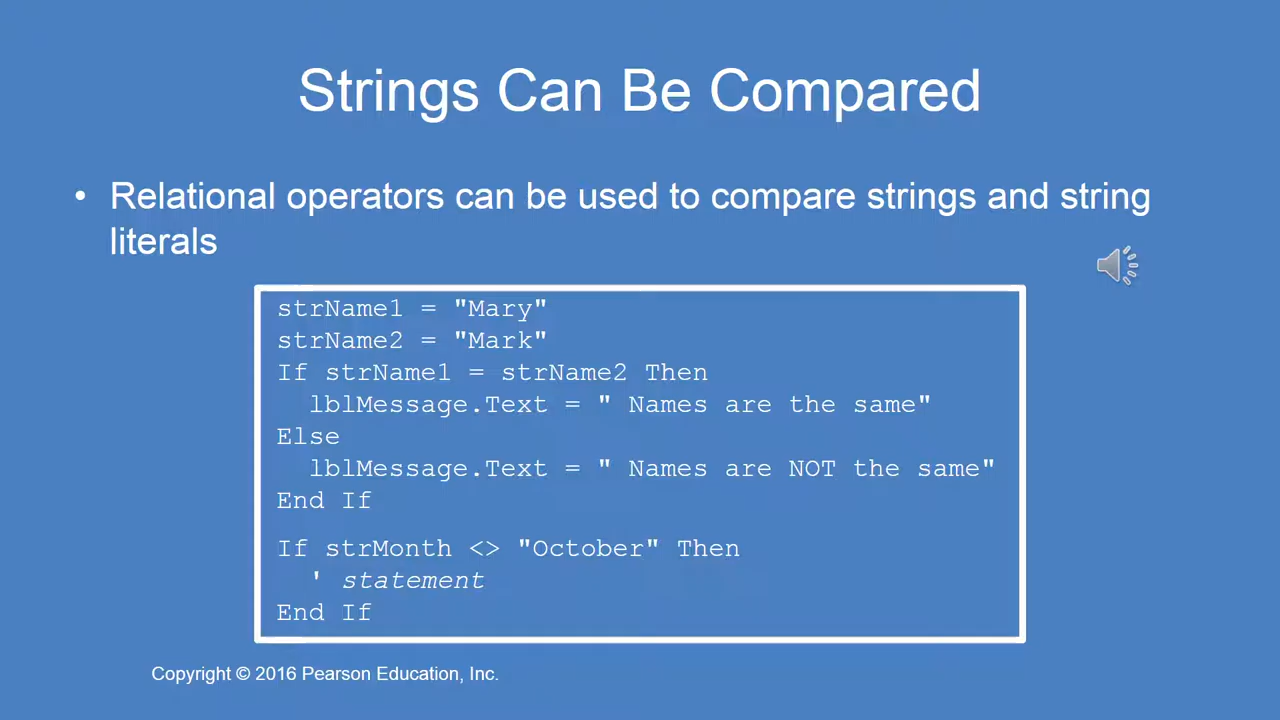 Strings Can Be Compared
• Relational operators can be used to compare strings and string
literals
strName1 = "Mary"
strName2 = "Mark"
If strName1 = strName2 Then
  lblMessage.Text = " Names are the same"
Else
  lblMessage.Text = " Names are NOT the same"
End If
If strMonth <> "October" Then
  ' statement
End If
Copyright © 2016 Pearson Education, Inc.